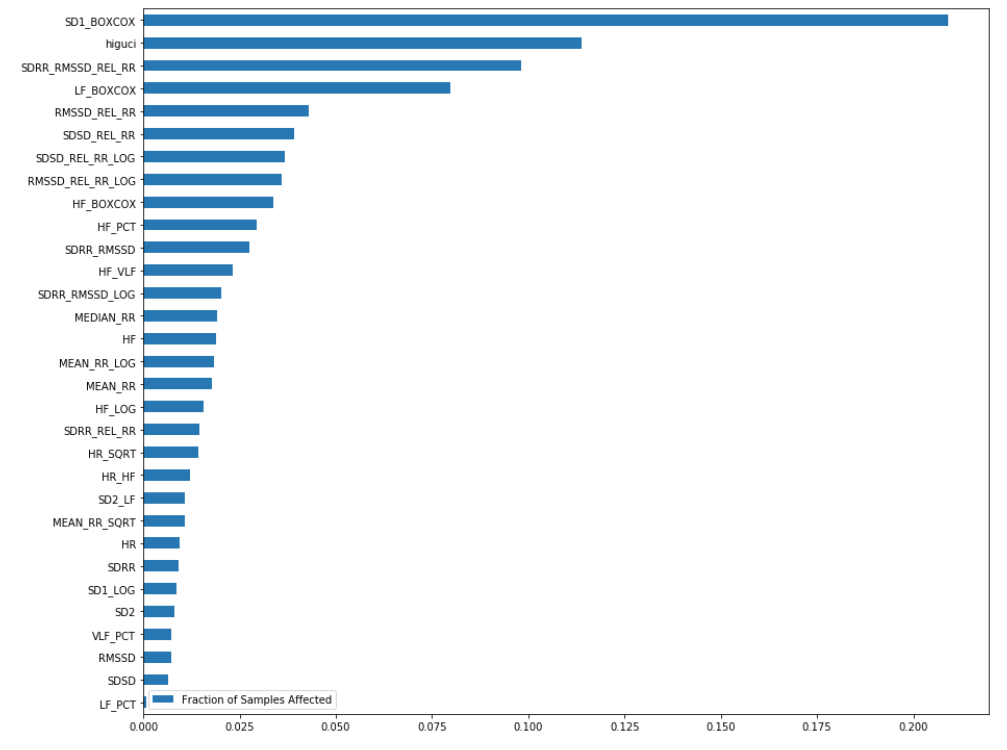 SD1_BOXCOX
higuci
SDRR_RMSSD_REL_RR
LF_BOXCOX
RMSSD_REL_RR
SDSD_REL_RR
SDSD_REL_RR_LOG
RMSSD_REL_RR_LOG
HF_BOXCOX
HF_PCT
SDRR_RMSSD
HF_VLF
SDRR_RMSSD_LOG
MEDIAN_RR
HF
MEAN_RR_LOG
MEAN_RR
HF_LOG
SDRR_REL_RR
HR_SQRT
HR_HF
SD2_LF
MEAN_RR_SQRT
HR
SDRR
SD1_LOG
SD2
VLF_PCT
RMSSD
SDSD
LF_PCT
Fraction of Samples Affected
0.000 0.025 0.050 0.075 0.100 0.125 0.150 0.175 0.200